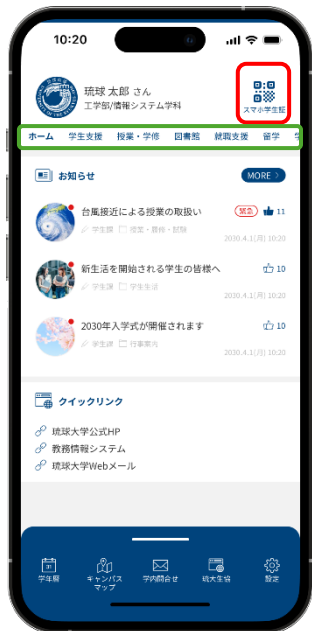 10:20
琉球 太郎 さん
工学部/情報システム学科
スマホ学生証
ホーム 学生支援 授業・学修 図書館 就職支援 留学
お知らせ MORE >
台風接近による授業の取扱い 緊急 11
学生課 授業・履修・試験
2030.4.1(月) 10:20
新生活を開始される学生の皆様へ 10
学生課 学生生活
2030.4.1(月) 10:20
2030年入学式が開催されます 10
学生課 行事案内
2030.4.1(月) 10:20
クイックリンク
琉球大学公式HP
教務情報システム
琉球大学Webメール
学年暦 キャンパスマップ 学内問合せ 琉大生協 設定